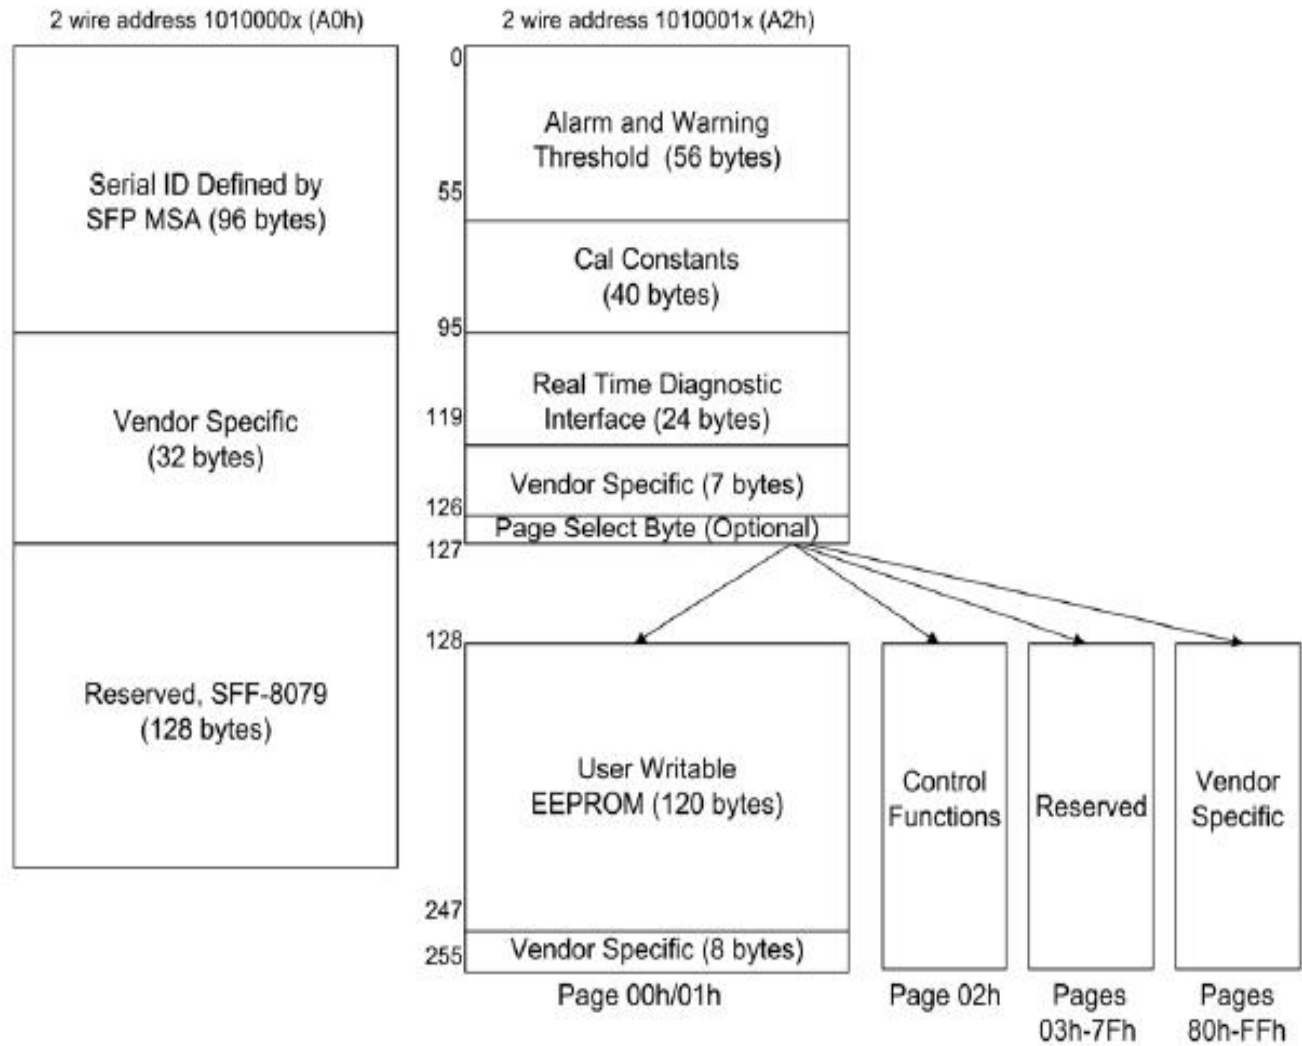 2 wire address 1010000x (A0h)
Serial ID Defined by
SFP MSA (96 bytes)
Vendor Specific
(32 bytes)
Reserved, SFF-8079
(128 bytes)
2 wire address 1010001x (A2h)
0
Alarm and Warning
Threshold (56 bytes)
55
Cal Constants
(40 bytes)
95
Real Time Diagnostic
Interface (24 bytes)
119
Vendor Specific (7 bytes)
126
Page Select Byte (Optional)
127
128
User Writable
EEPROM (120 bytes)
247
Vendor Specific (8 bytes)
255
Page 00h/01h
Control
Functions
Page 02h
Reserved
Pages
03h-7Fh
Vendor
Specific
Pages
80h-FFh